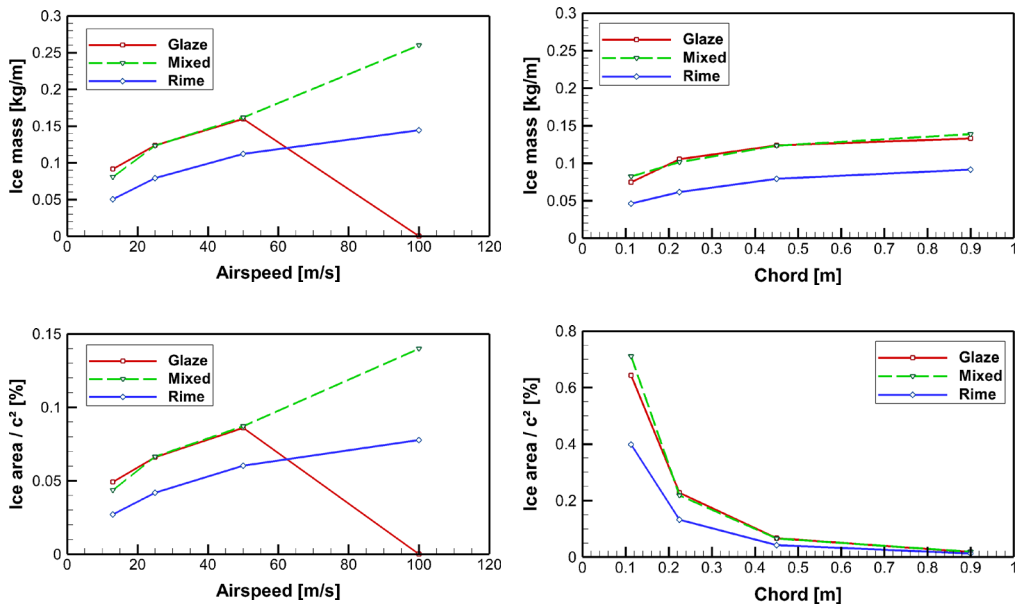 Ice mass [kg/m]
0.3
0.25
0.2
0.15
0.1
0.05
0
Glaze
Mixed
Rime
0 20 40 60 80 100 120
Airspeed [m/s]
Ice mass [kg/m]
0.3
0.25
0.2
0.15
0.1
0.05
0
Glaze
Mixed
Rime
0 0.1 0.2 0.3 0.4 0.5 0.6 0.7 0.8 0.9 1
Chord [m]
Ice area / c² [%]
0.15
0.1
0.05
0
Glaze
Mixed
Rime
0 20 40 60 80 100 120
Airspeed [m/s]
Ice area / c² [%]
0.8
0.6
0.4
0.2
0
Glaze
Mixed
Rime
0 0.1 0.2 0.3 0.4 0.5 0.6 0.7 0.8 0.9 1
Chord [m]